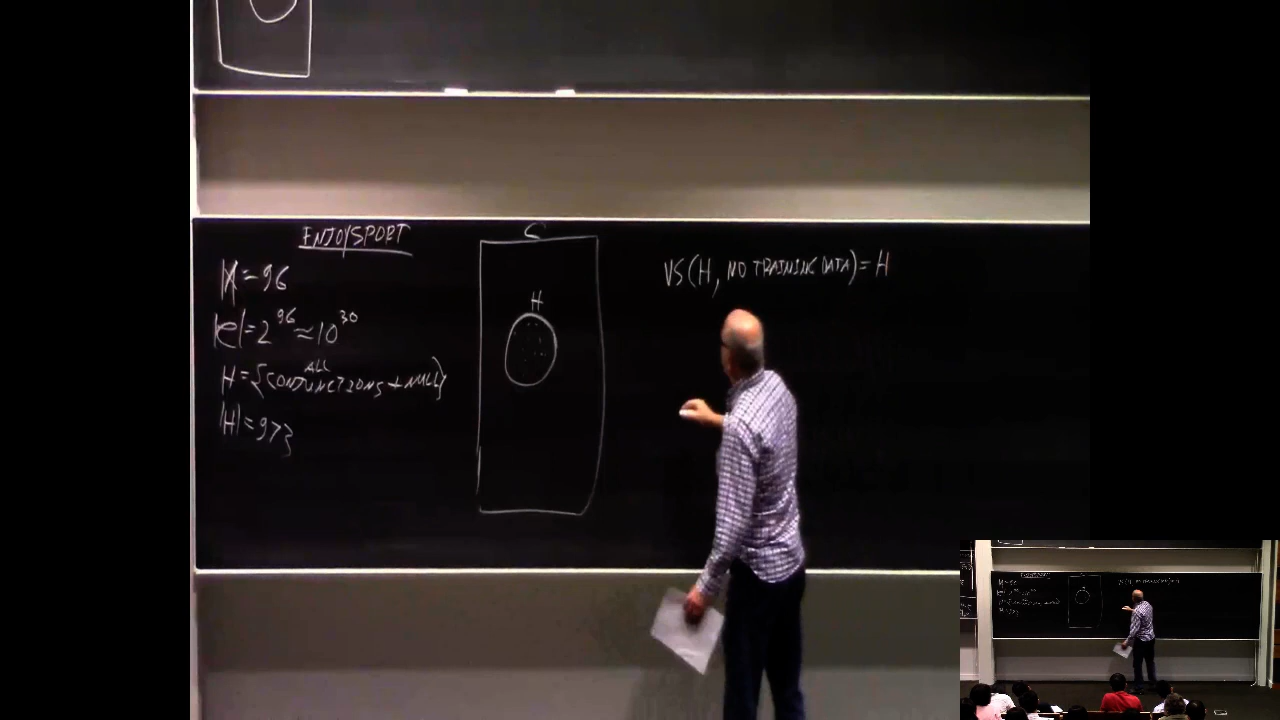 ENJOYSPORT
|X| = 96
|C| = 2^96 ≈ 10^30
H = {ALL CONJUNCTIONS + NULL}
|H| = 973
C
H
VS(H, NO TRAINING DATA) = H